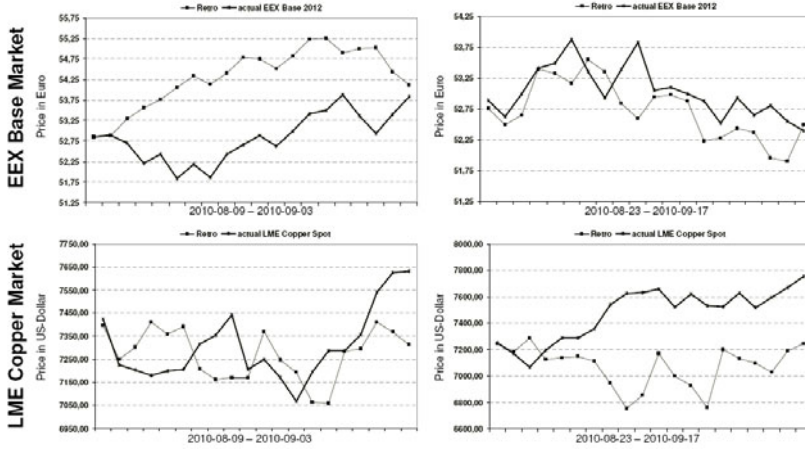 EEX Base Market
Retro actual EEX Base 2012
Price in Euro
55,75
55,25
54,75
54,25
53,75
53,25
52,75
52,25
51,75
51,25
2010-08-09 – 2010-09-03
Retro actual EEX Base 2012
Price in Euro
54,25
53,75
53,25
52,75
52,25
51,75
51,25
2010-08-23 – 2010-09-17
LME Copper Market
Retro actual LME Copper Spot
Price in US-Dollar
7750,00
7650,00
7550,00
7450,00
7350,00
7250,00
7150,00
7050,00
6950,00
2010-08-09 – 2010-09-03
Retro actual LME Copper Spot
Price in US-Dollar
8000,00
7800,00
7600,00
7400,00
7200,00
7000,00
6800,00
6600,00
2010-08-23 – 2010-09-17